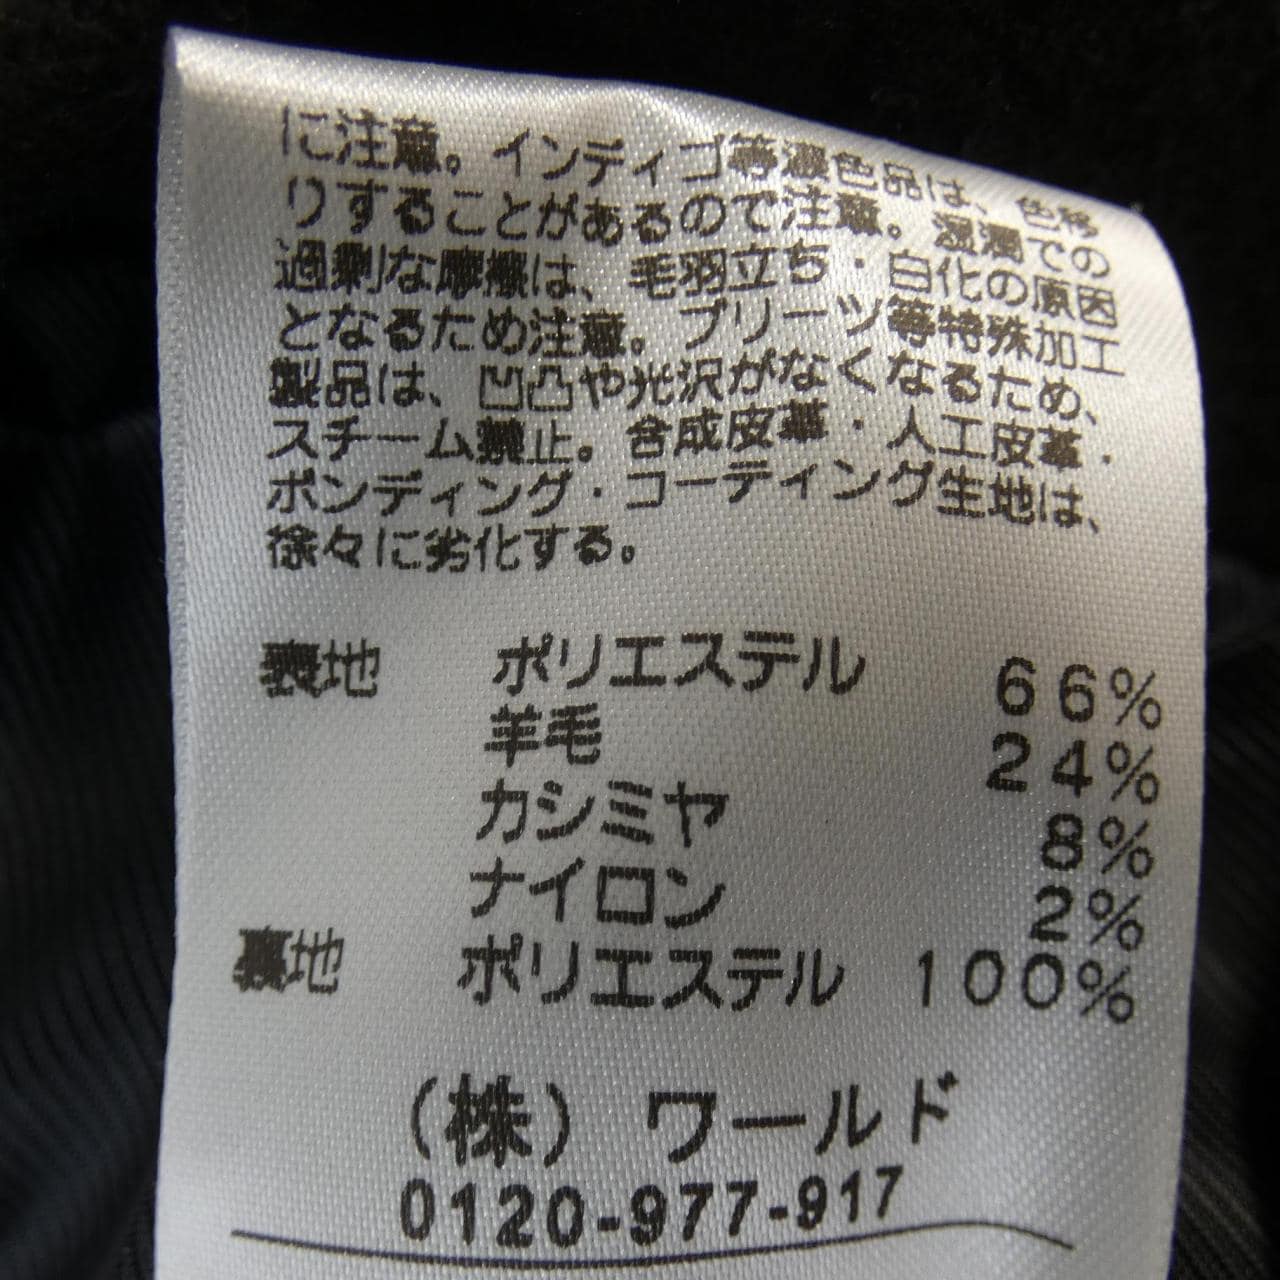 に注意。インディゴ等濃色品は、色移
りすることがあるので注意。湿潤での
過剰な摩擦は、毛羽立ち・白化の原因
となるため注意。プリーツ等特殊加工
製品は、凹凸や光沢がなくなるため、
スチーム禁止。合成皮革・人工皮革・
ボンディング・コーティング生地は、
徐々に劣化する。
表地 ポリエステル 66%
羊毛 24%
カシミヤ 8%
ナイロン 2%
裏地 ポリエステル 100%
(株) ワールド
0120-977-917